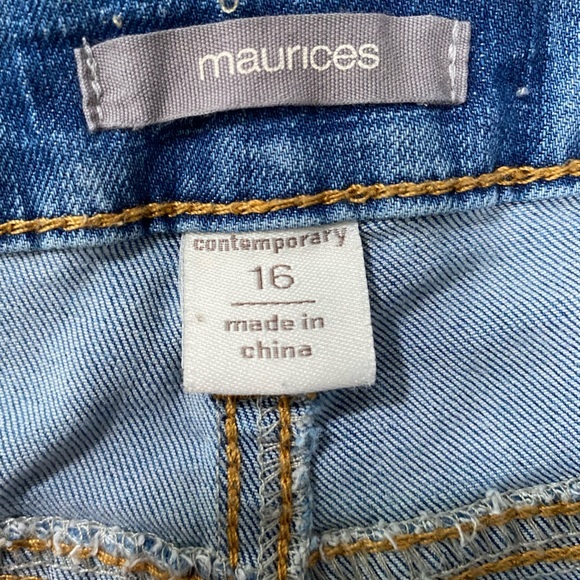 maurices
contemporary
16
made in
china